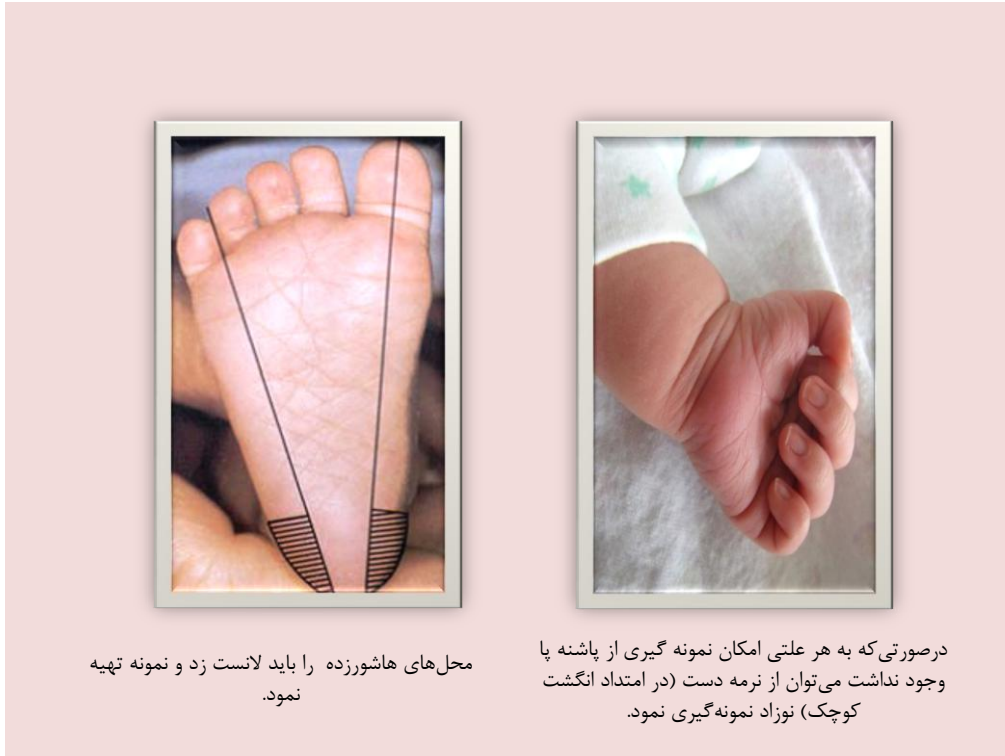 درصورتی‌که به هر علتی امکان نمونه گیری از پاشنه پا
وجود نداشت می‌توان از نرمه دست (در امتداد انگشت
کوچک) نوزاد نمونه‌گیری نمود.
محل‌های هاشورزده را باید لانست زد و نمونه تهیه
نمود.